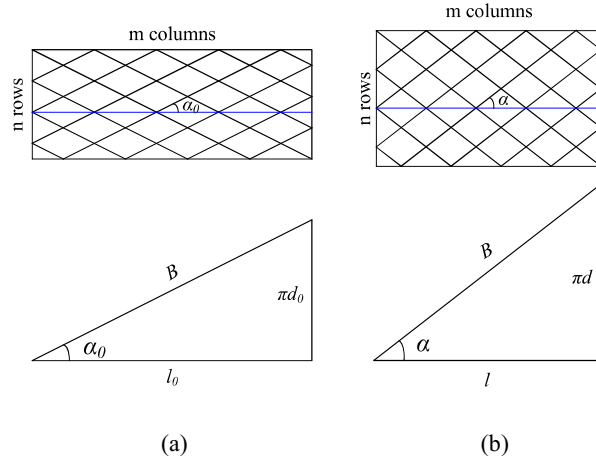 m columns
n rows
α₀
B
πd₀
α₀
l₀
(a)
m columns
n rows
α
B
πd
α
l
(b)